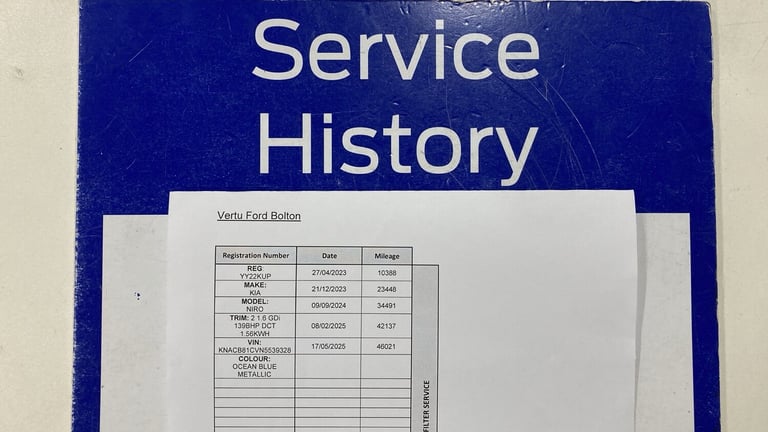 Service
History
Vertu Ford Bolton
Registration Number Date Mileage
REG:
YY22KUP 27/04/2023 10388
MAKE:
KIA 21/12/2023 23448
MODEL:
NIRO 09/09/2024 34491
TRIM: 2 1.6 GDi
139BHP DCT 08/02/2025 42137
1.56KWH
VIN:
KNACB81CVN5539328 17/05/2025 46021
COLOUR:
OCEAN BLUE
METALLIC
FILTER SERVICE